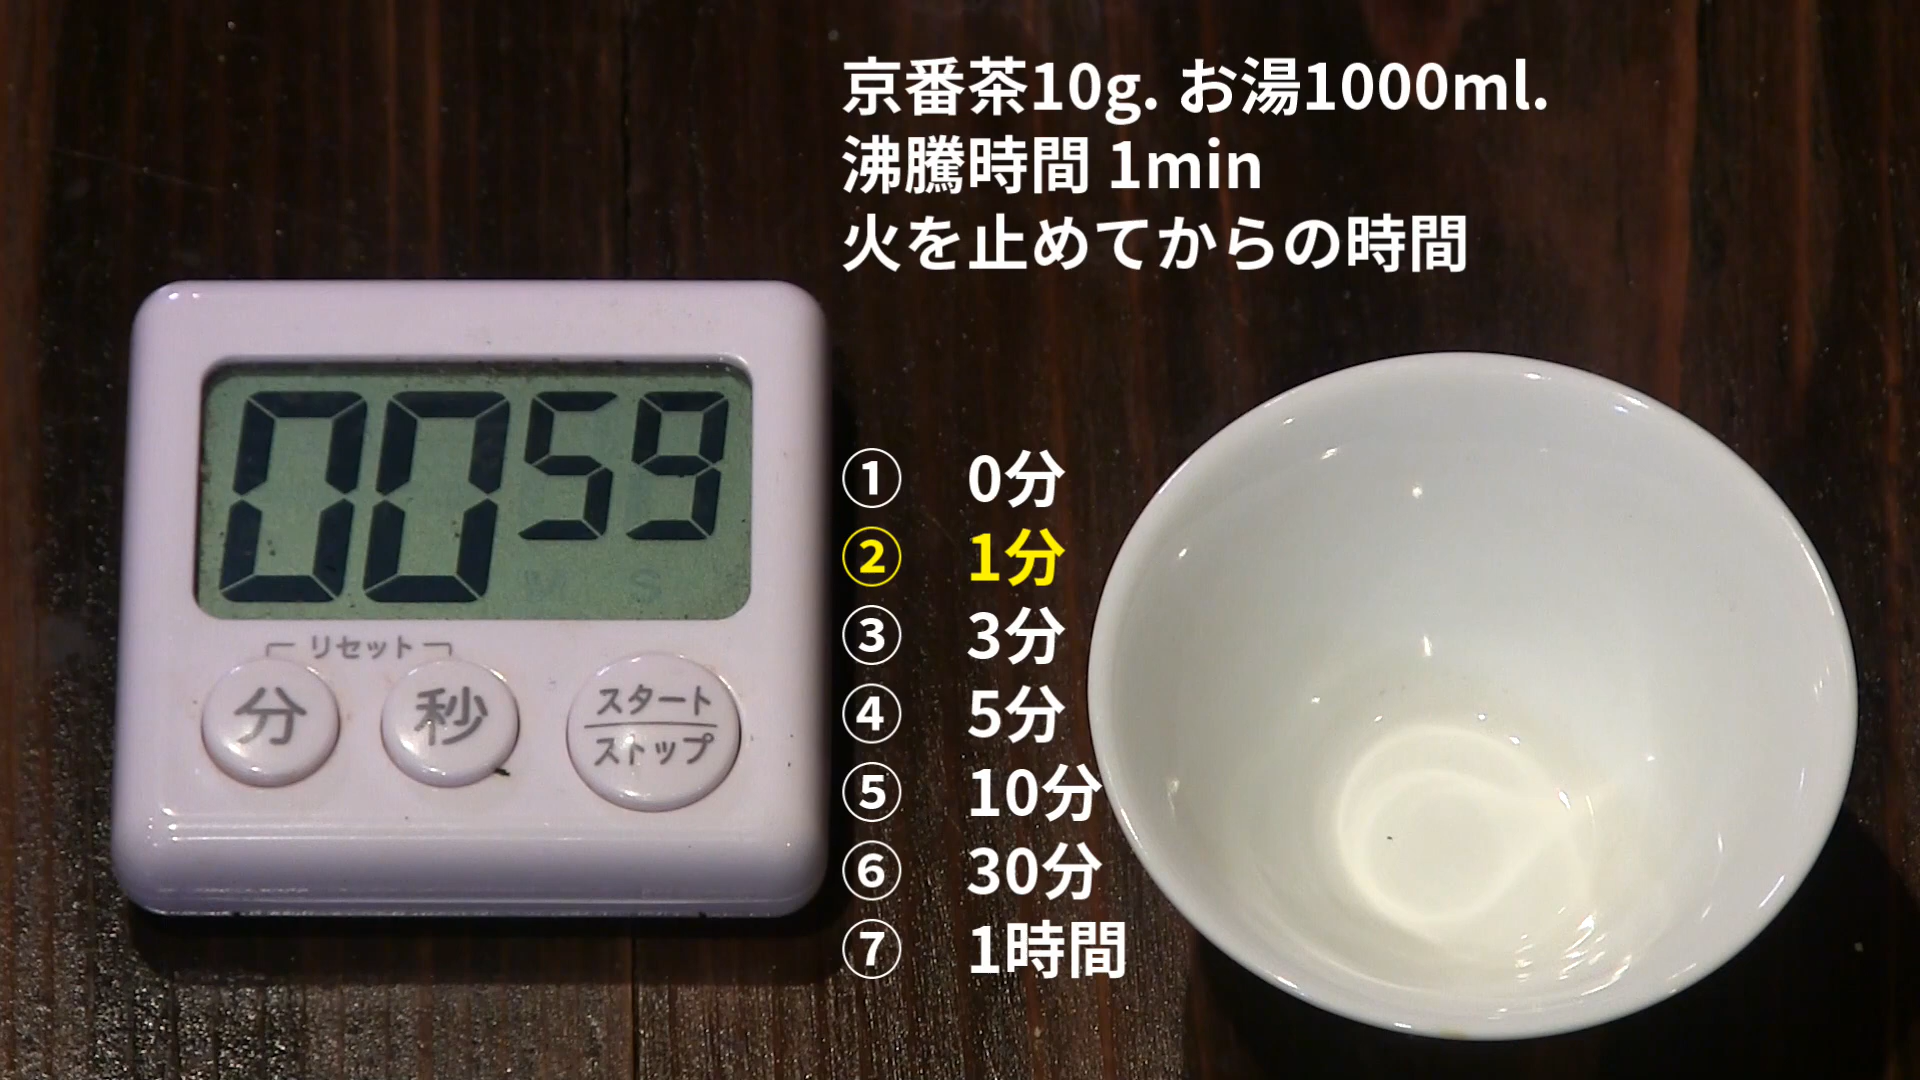 京番茶10g. お湯1000ml.
沸騰時間 1min
火を止めてからの時間
00 59
リセット
分
秒
スタート
ストップ
① 0分
② 1分
③ 3分
④ 5分
⑤ 10分
⑥ 30分
⑦ 1時間